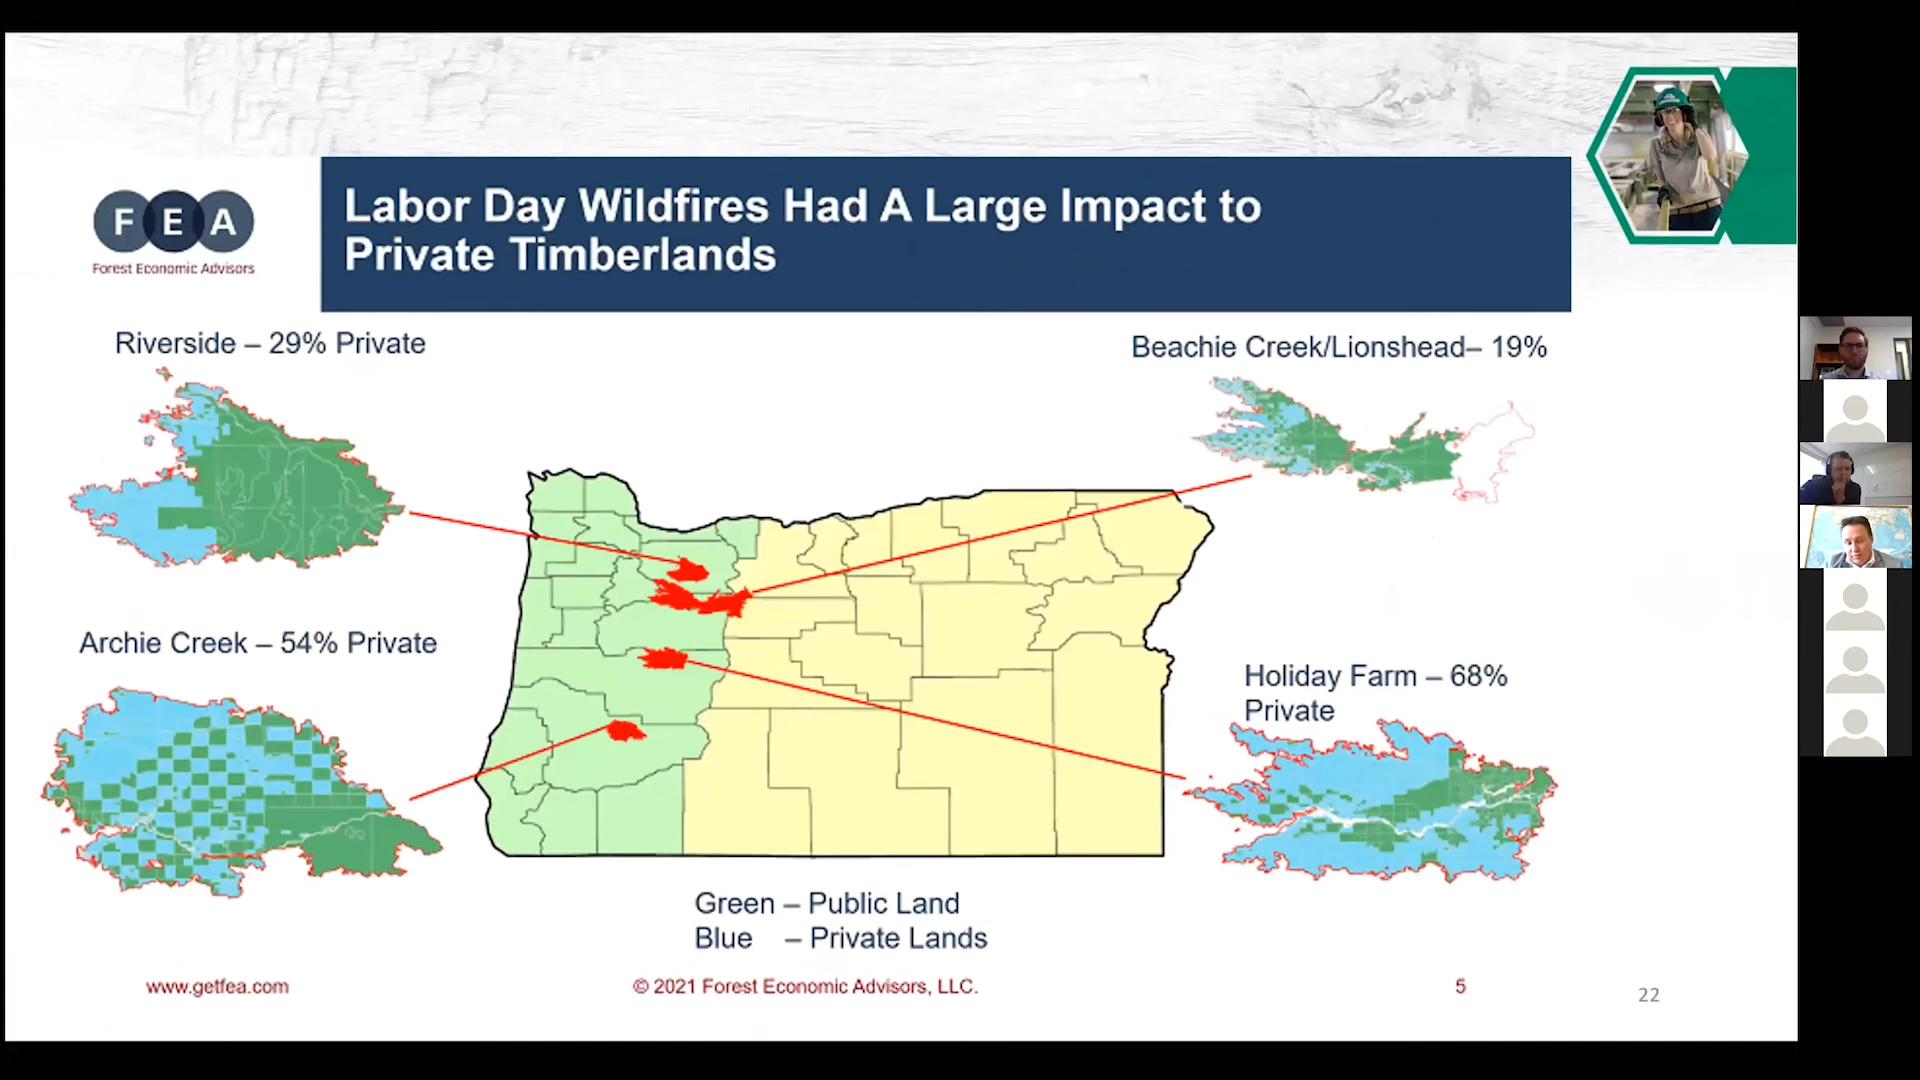 F E A
Forest Economic Advisors
Labor Day Wildfires Had A Large Impact to
Private Timberlands
Riverside – 29% Private
Beachie Creek/Lionshead– 19%
Archie Creek – 54% Private
Holiday Farm – 68%
Private
Green – Public Land
Blue – Private Lands
www.getfea.com
© 2021 Forest Economic Advisors, LLC.
5
22